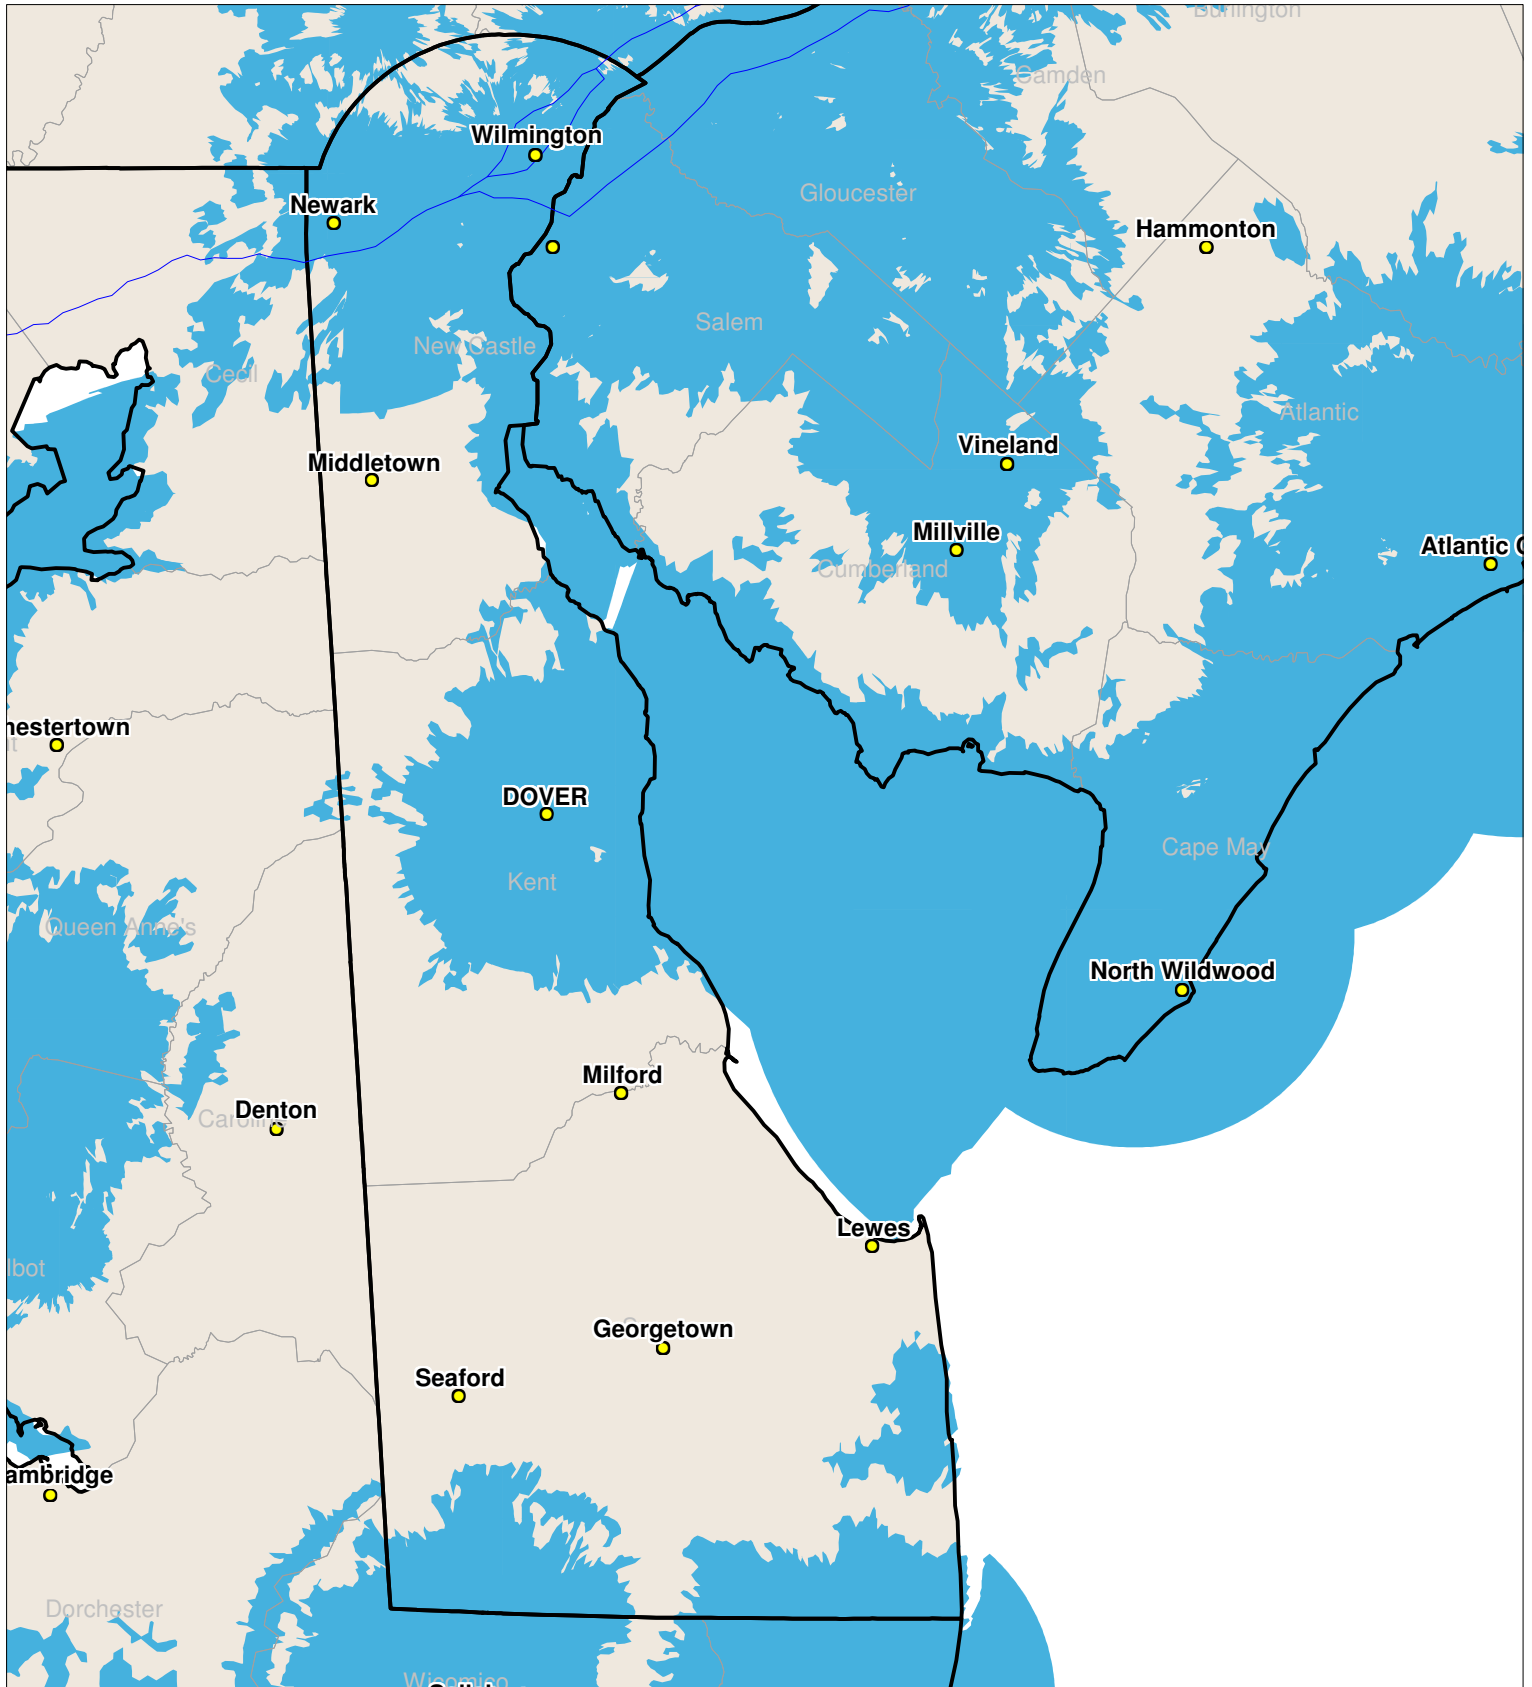 Burlington
Camden
Wilmington
Gloucester
Newark
Hammonton
Salem
New Castle
Cecil
Atlantic
Vineland
Middletown
Millville
Atlantic C
Cumberland
hestertown
DOVER
Cape May
Kent
Queen Anne's
North Wildwood
Milford
Denton
Caroline
Lewes
lbot
Georgetown
Seaford
ambridge
Dorchester
Wicomico